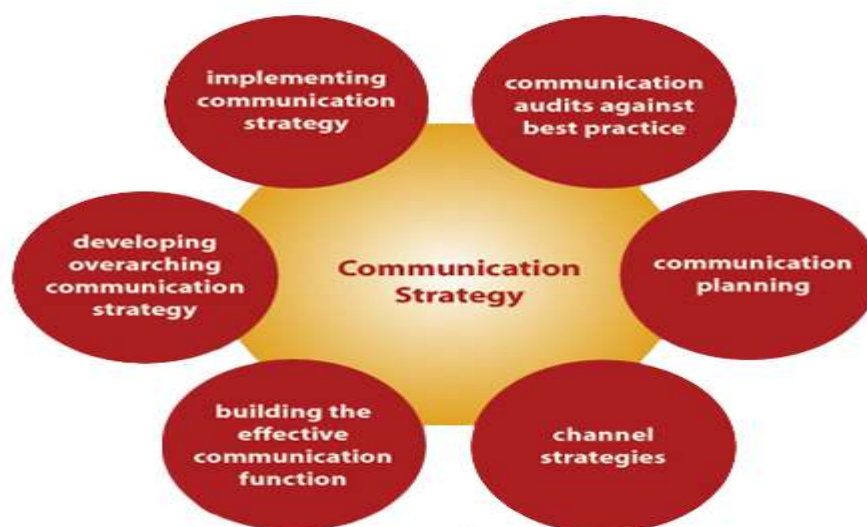 implementing
communication
strategy
communication
audits against
best practice
developing
overarching
communication
strategy
Communication
Strategy
communication
planning
building the
effective
communication
function
channel
strategies